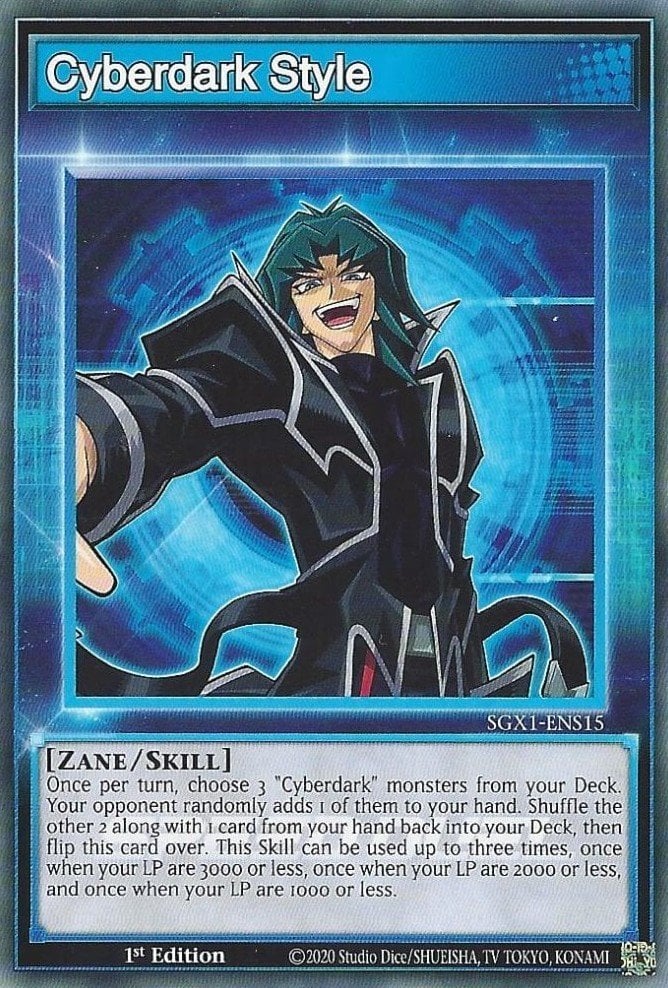 Cyberdark Style
SGX1-ENS15
[ZANE/SKILL]
Once per turn, choose 3 "Cyberdark" monsters from your Deck.
Your opponent randomly adds 1 of them to your hand. Shuffle the
other 2 along with 1 card from your hand back into your Deck, then
flip this card over. This Skill can be used up to three times, once
when your LP are 3000 or less, once when your LP are 2000 or less,
and once when your LP are 1000 or less.
SPEED DUEL
1st Edition
©2020 Studio Dice/SHUEISHA, TV TOKYO, KONAMI